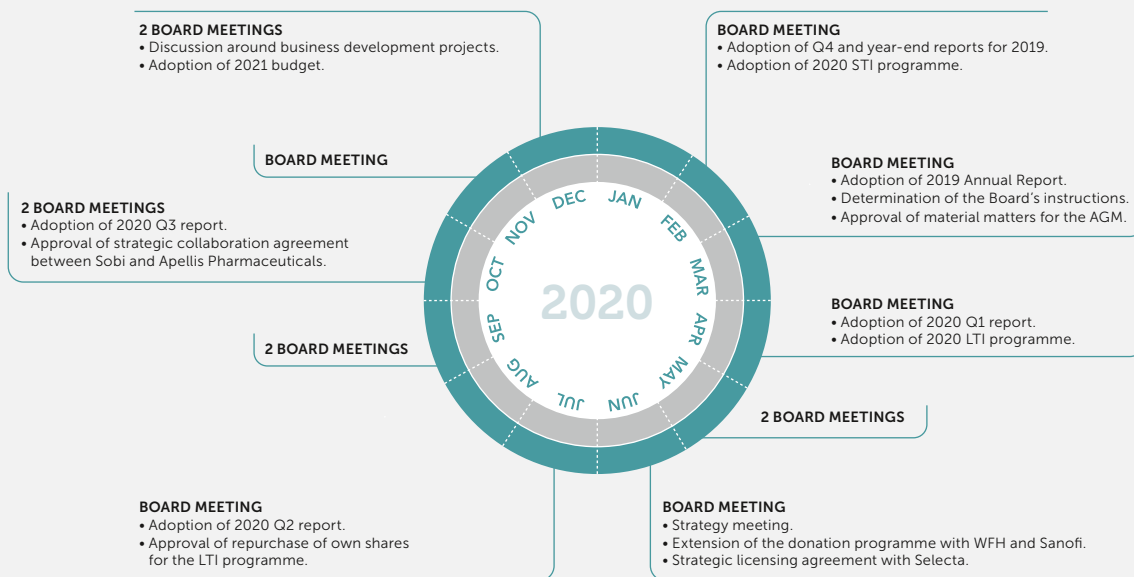 2 BOARD MEETINGS
• Discussion around business development projects.
• Adoption of 2021 budget.
BOARD MEETING
• Adoption of Q4 and year-end reports for 2019.
• Adoption of 2020 STI programme.
BOARD MEETING
BOARD MEETING
• Adoption of 2019 Annual Report.
• Determination of the Board's instructions.
• Approval of material matters for the AGM.
2 BOARD MEETINGS
• Adoption of 2020 Q3 report.
• Approval of strategic collaboration agreement
between Sobi and Apellis Pharmaceuticals.
JAN
FEB
MAR
APR
MAY
JUN
JUL
AUG
SEP
OCT
NOV
DEC
2020
BOARD MEETING
• Adoption of 2020 Q1 report.
• Adoption of 2020 LTI programme.
2 BOARD MEETINGS
2 BOARD MEETINGS
BOARD MEETING
• Adoption of 2020 Q2 report.
• Approval of repurchase of own shares
for the LTI programme.
BOARD MEETING
• Strategy meeting.
• Extension of the donation programme with WFH and Sanofi.
• Strategic licensing agreement with Selecta.